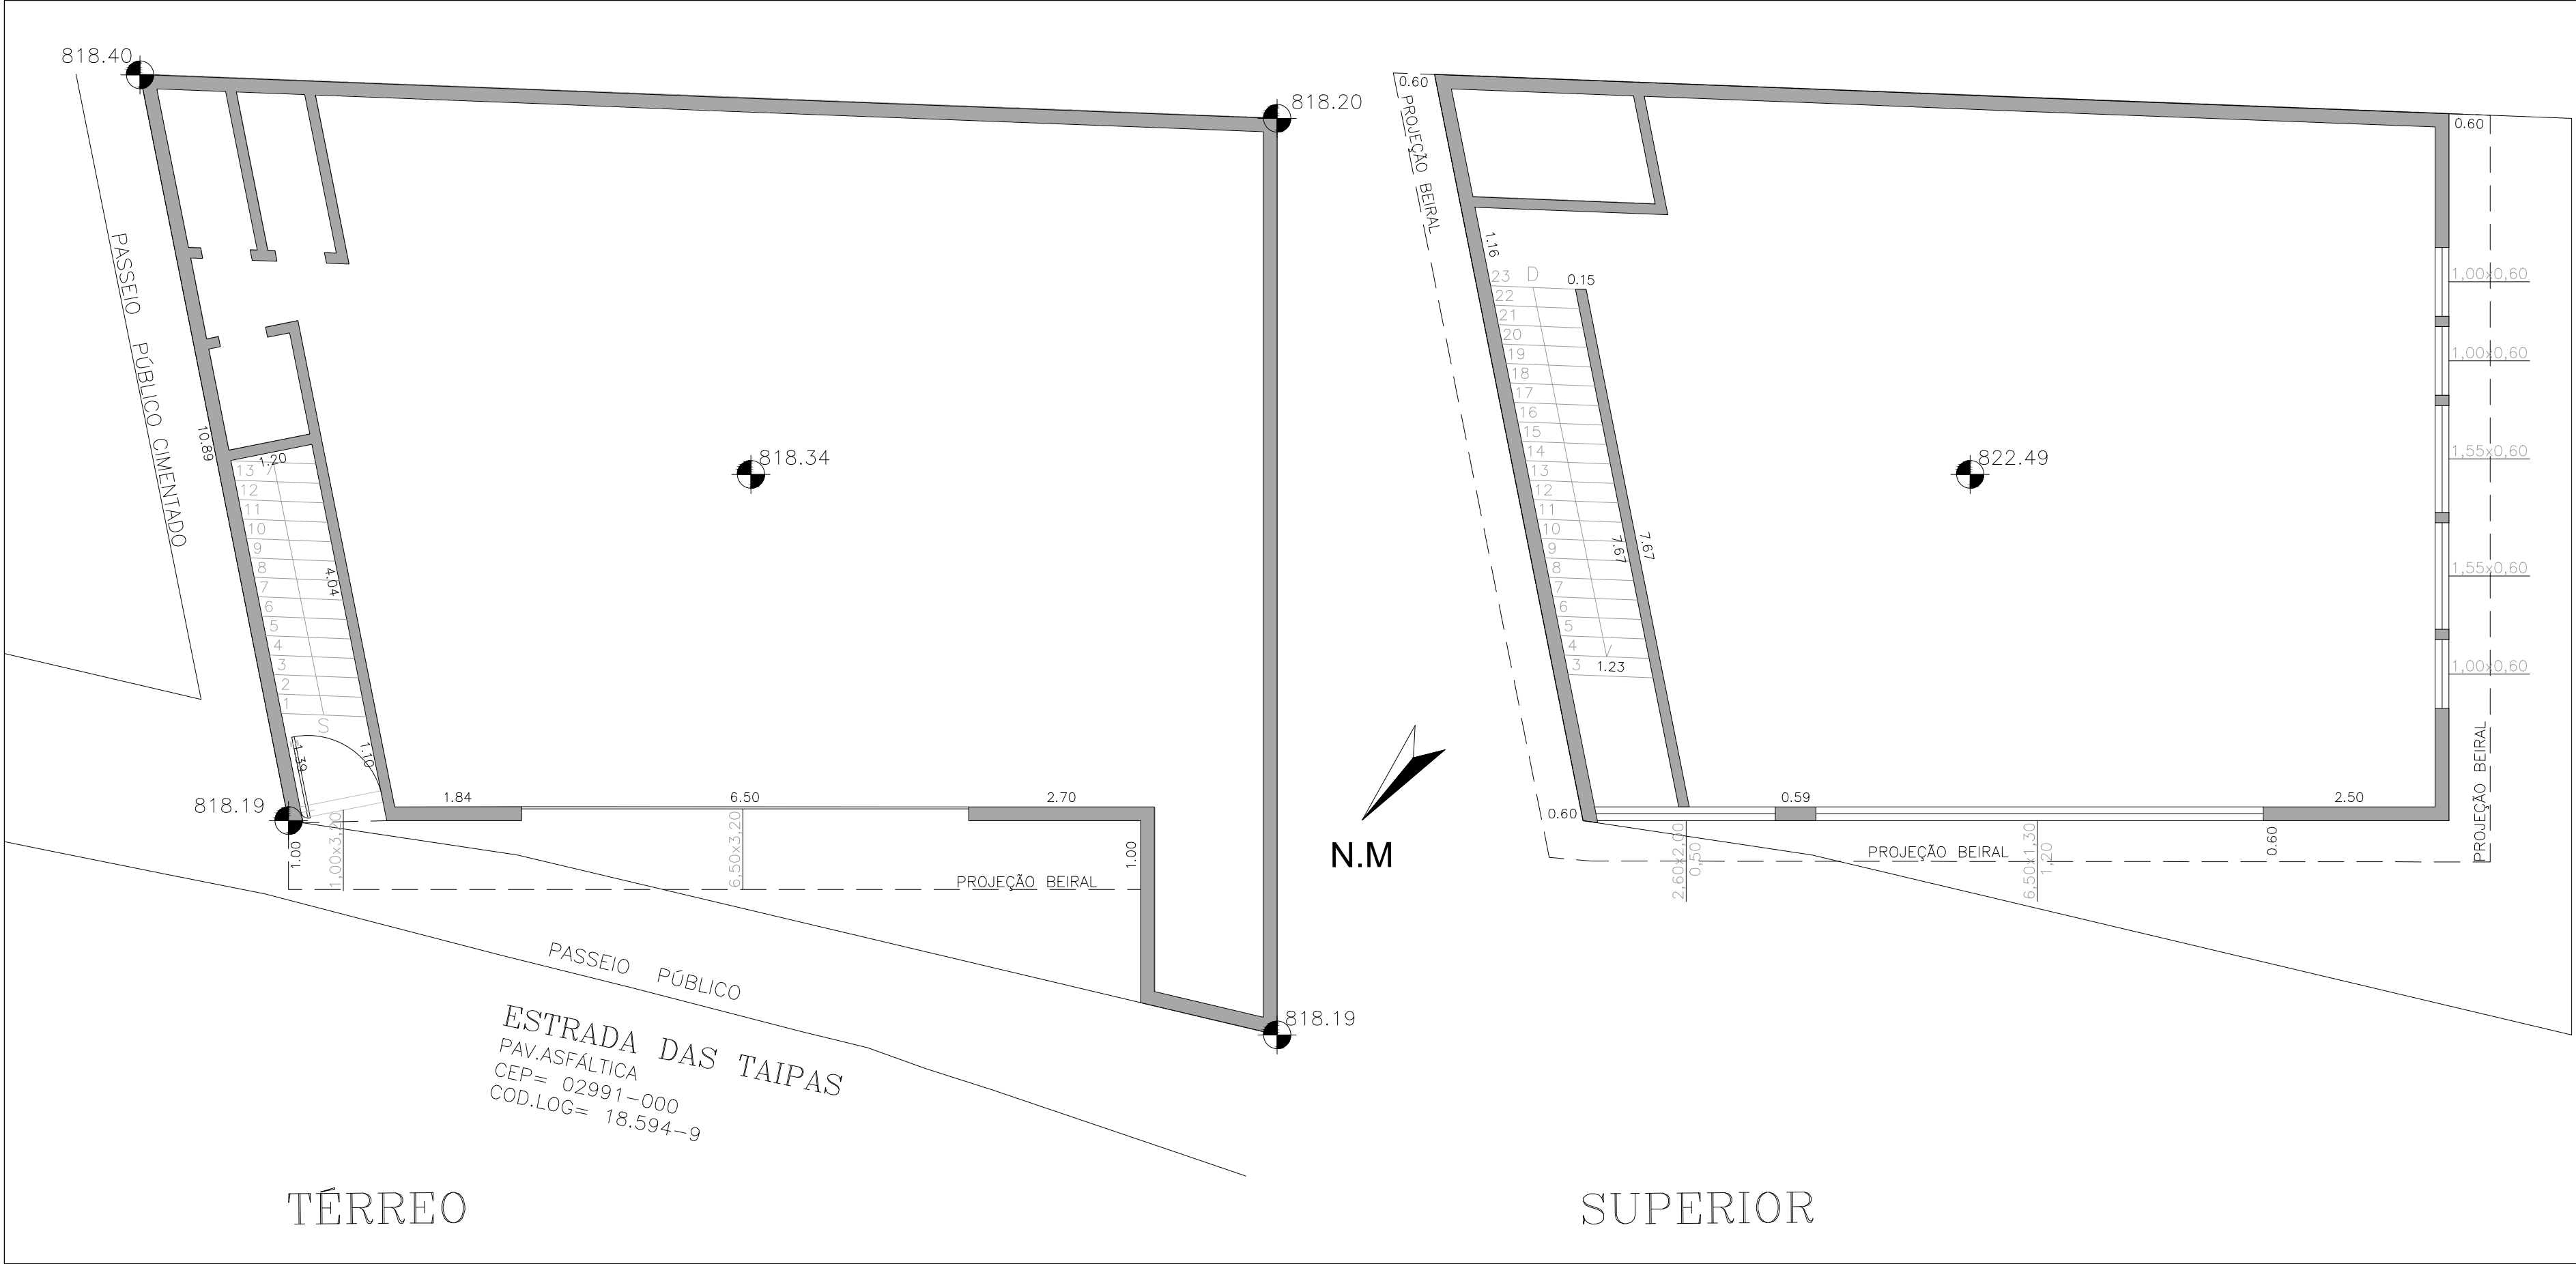 818.40
818.20
PASSEIO PÚBLICO CIMENTADO
10.89
818.34
13
1.20
12
11
10
9
8
7
6
5
4
3
2
1
S
4.04
1.39
1.10
818.19
1.84
6.50
2.70
1.00
1,00x3,20
6,50x3,20
1.00
PROJEÇÃO BEIRAL
818.19
PASSEIO PÚBLICO
ESTRADA DAS TAIPAS
PAV.ASFÁLTICA
CEP= 02991-000
COD.LOG= 18.594-9
TÉRREO
N.M
0.60
PROJEÇÃO BEIRAL
0.60
1.16
23 D
0.15
22
21
20
19
18
17
16
15
14
13
12
11
10
9
8
7
6
5
4
3
1.23
7.67
7.67
822.49
1,00x0,60
1,00x0,60
1,55x0,60
1,55x0,60
1,00x0,60
PROJEÇÃO BEIRAL
0.60
0.59
2.50
2,60x2,00
0,50
6,50x1,30
1,20
0.60
PROJEÇÃO BEIRAL
SUPERIOR